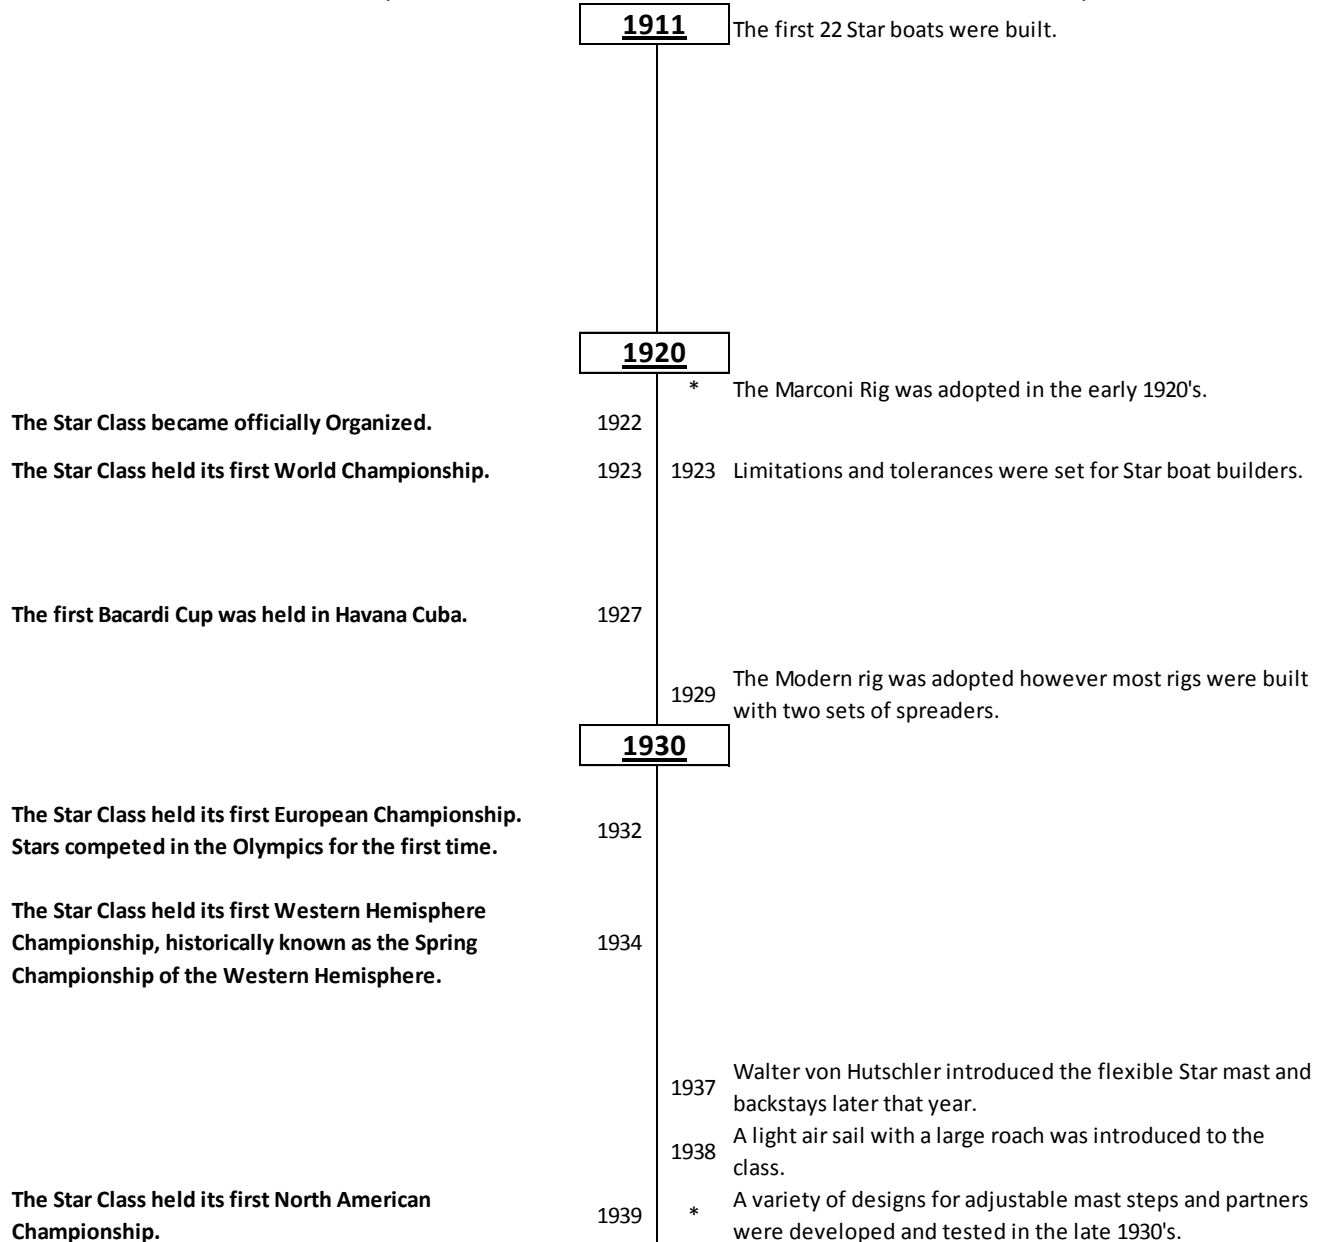 1911
The first 22 Star boats were built.
1920
* The Marconi Rig was adopted in the early 1920's.
The Star Class became officially Organized. 1922
The Star Class held its first World Championship. 1923 1923 Limitations and tolerances were set for Star boat builders.
The first Bacardi Cup was held in Havana Cuba. 1927
1929 The Modern rig was adopted however most rigs were built
with two sets of spreaders.
1930
The Star Class held its first European Championship.
Stars competed in the Olympics for the first time.
1932
The Star Class held its first Western Hemisphere
Championship, historically known as the Spring
Championship of the Western Hemisphere.
1934
1937 Walter von Hutschler introduced the flexible Star mast and
backstays later that year.
1938 A light air sail with a large roach was introduced to the
class.
The Star Class held its first North American
Championship.
1939
* A variety of designs for adjustable mast steps and partners
were developed and tested in the late 1930's.